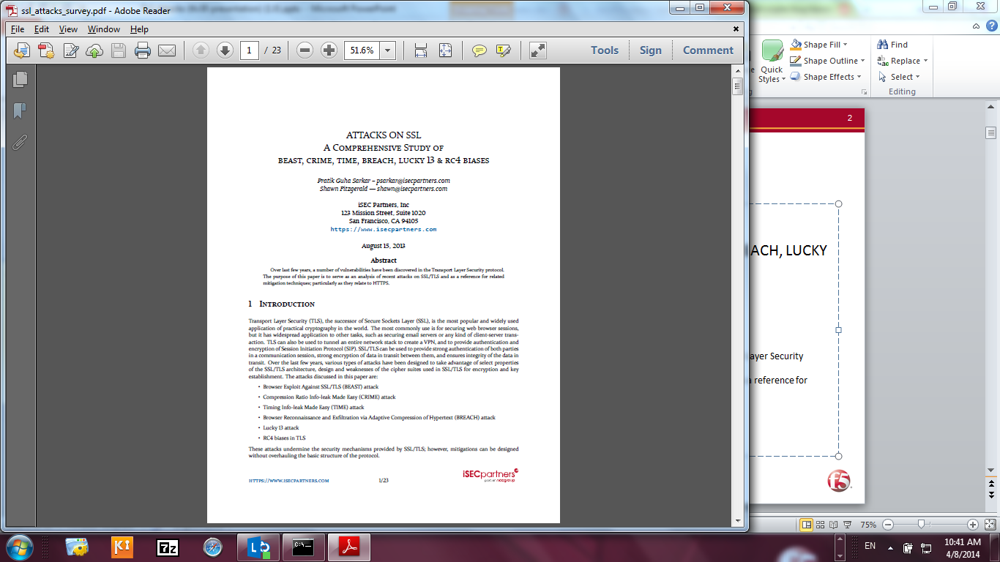 ssl_attacks_survey.pdf - Adobe Reader
File Edit View Window Help
1 / 23
51.6%
Tools Sign Comment
ATTACKS ON SSL
A Comprehensive Study of
BEAST, CRIME, TIME, BREACH, LUCKY 13 & RC4 BIASES
Pratik Guha Sarkar – psarkar@isecpartners.com
Shawn Fitzgerald — shawn@isecpartners.com
iSEC Partners, Inc
123 Mission Street, Suite 1020
San Francisco, CA 94105
https://www.isecpartners.com
August 15, 2013
Abstract
Over last few years, a number of vulnerabilities have been discovered in the Transport Layer Security protocol.
The purpose of this paper is to serve as an analysis of recent attacks on SSL/TLS and as a reference for related
mitigation techniques; particularly as they relate to HTTPS.
1 Introduction
Transport Layer Security (TLS), the successor of Secure Sockets Layer (SSL), is the most popular and widely used
application of practical cryptography in the world. The most commonly use is for securing web browser sessions,
but it has widespread application to other tasks, such as securing email servers or any kind of client-server trans-
action. TLS can also be used to tunnel an entire network stack to create a VPN, and to provide authentication and
encryption of Session Initiation Protocol (SIP). SSL/TLS can be used to provide strong authentication of both parties
in a communication session, strong encryption of data in transit between them, and ensures integrity of the data in
transit. Over the last few years, various types of attacks have been designed to take advantage of select properties
of the SSL/TLS architecture, design and weaknesses of the cipher suites used in SSL/TLS for encryption and key
establishment. The attacks discussed in this paper are:
• Browser Exploit Against SSL/TLS (BEAST) attack
• Compression Ratio Info-leak Made Easy (CRIME) attack
• Timing Info-leak Made Easy (TIME) attack
• Browser Reconnaissance and Exfiltration via Adaptive Compression of Hypertext (BREACH) attack
• Lucky 13 attack
• RC4 biases in TLS
These attacks undermine the security mechanisms provided by SSL/TLS; however, mitigations can be designed
without overhauling the basic structure of the protocol.
HTTPS://WWW.ISECPARTNERS.COM 1/23
iSECpartners
part of nccgroup
Quick
Styles
Shape Fill
Shape Outline
Shape Effects
Find
Replace
Select
Editing
2
ACH, LUCKY
ayer Security
a reference for
f5
75%
Ki
7z
C:\_
EN
10:41 AM
4/8/2014